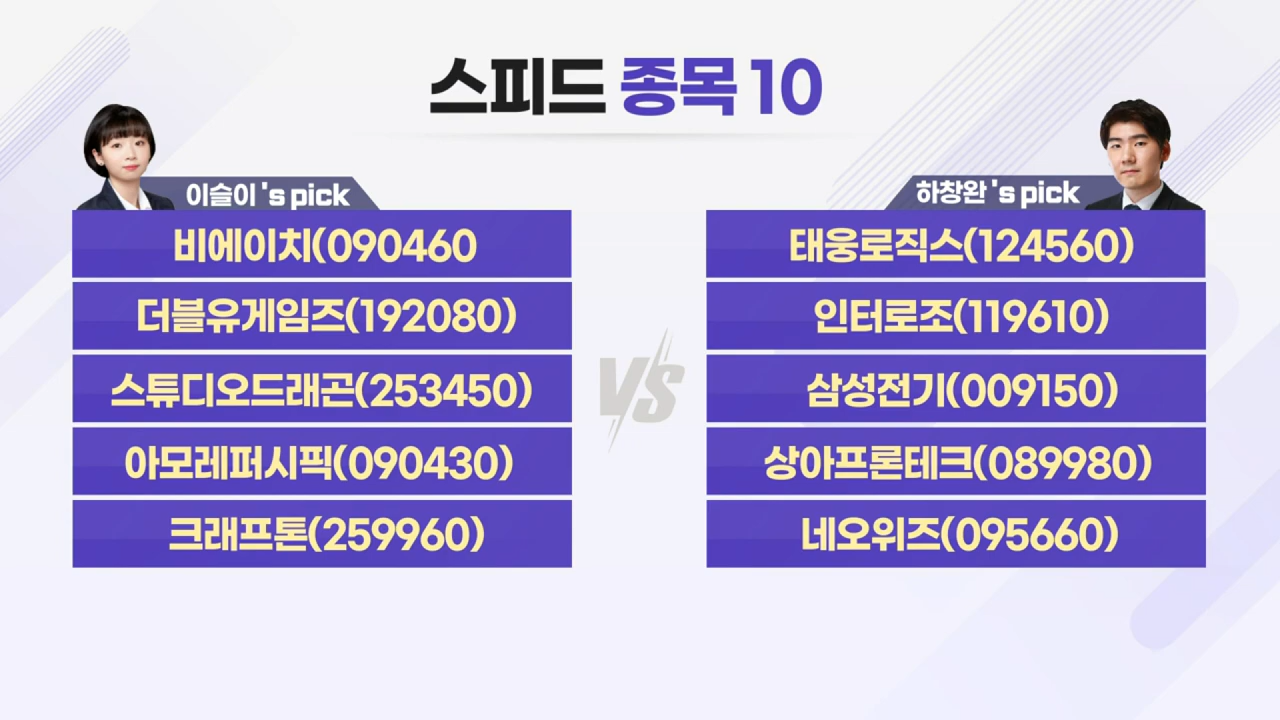 스피드 종목 10
이슬이 's pick
비에이치(090460
더블유게임즈(192080)
스튜디오드래곤(253450)
아모레퍼시픽(090430)
크래프톤(259960)
VS
하창완 's pick
태웅로직스(124560)
인터로조(119610)
삼성전기(009150)
상아프론테크(089980)
네오위즈(095660)